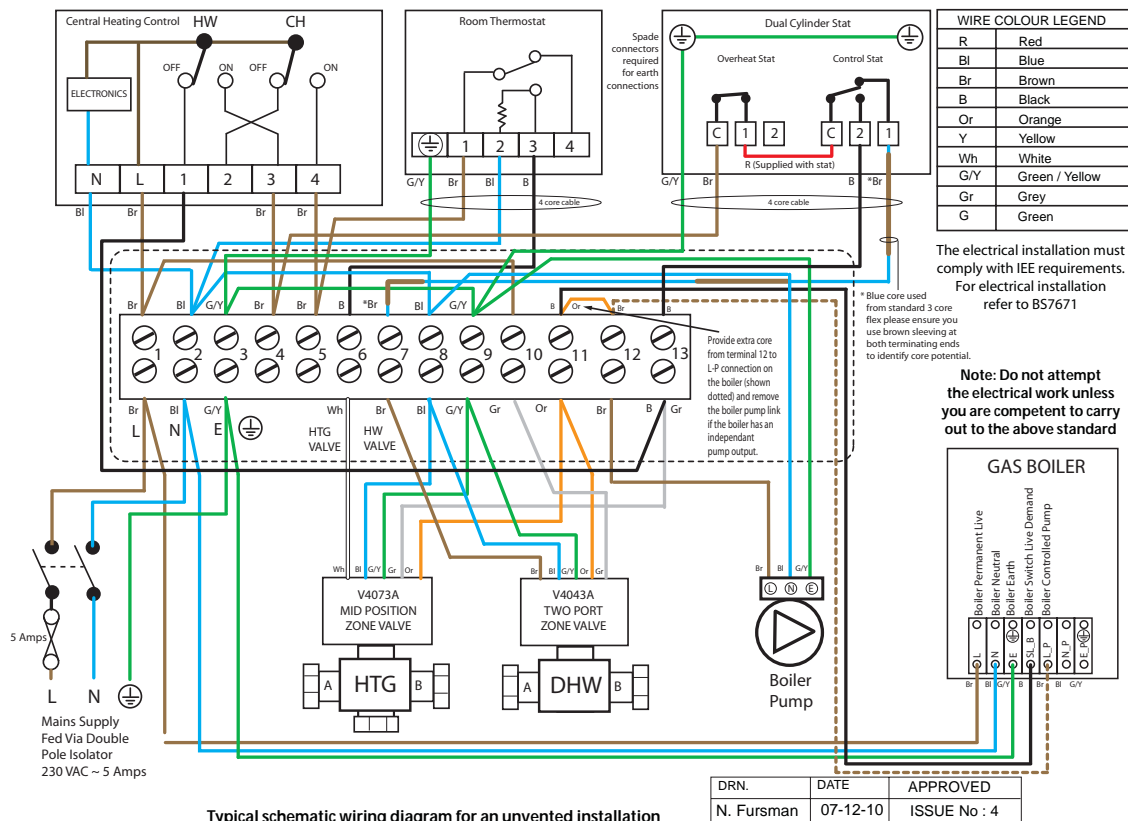 Central Heating Control
HW
CH
OFF
ON
OFF
ON
ELECTRONICS
N
L
1
2
3
4
Bl
Br
Br
Br
Room Thermostat
1
2
3
4
G/Y
Br
Bl
B
4 core cable
Spade
connectors
required
for earth
connections
Dual Cylinder Stat
Overheat Stat
Control Stat
C
1
2
C
2
1
R (Supplied with stat)
G/Y
Br
B
*Br
4 core cable
WIRE COLOUR LEGEND
R Red
Bl Blue
Br Brown
B Black
Or Orange
Y Yellow
Wh White
G/Y Green / Yellow
Gr Grey
G Green
The electrical installation must
comply with IEE requirements.
For electrical installation
refer to BS7671
* Blue core used
from standard 3 core
flex please ensure you
use brown sleeving at
both terminating ends
to identify core potential.
Note: Do not attempt
the electrical work unless
you are competent to carry
out to the above standard
Br
Bl
G/Y
Br
Br
B
*Br
Bl
G/Y
B
Or
Br
B
1
2
3
4
5
6
7
8
9
10
11
12
13
Provide extra core
from terminal 12 to
L-P connection on
the boiler (shown
dotted) and remove
the boiler pump link
if the boiler has an
independant
pump output.
Br
Bl
G/Y
Wh
Br
Bl
G/Y
Gr
Or
Br
B
Gr
L
N
E
HTG
VALVE
HW
VALVE
Wh
Bl
G/Y
Gr
Or
V4073A
MID POSITION
ZONE VALVE
A
HTG
B
Br
Bl
G/Y
Or
Gr
V4043A
TWO PORT
ZONE VALVE
A
DHW
B
Br
Bl
G/Y
L
N
E
Boiler
Pump
GAS BOILER
Boiler Permanent Live
Boiler Neutral
Boiler Earth
Boiler Switch Live Demand
Boiler Controlled Pump
L
N
E
SL_B
L_P
N_P
E_P
Br
Bl
G/Y
B
Br
Bl
G/Y
5 Amps
L
N
Mains Supply
Fed Via Double
Pole Isolator
230 VAC ~ 5 Amps
DRN.
DATE
APPROVED
N. Fursman
07-12-10
ISSUE No : 4
Typical schematic wiring diagram for an unvented installation